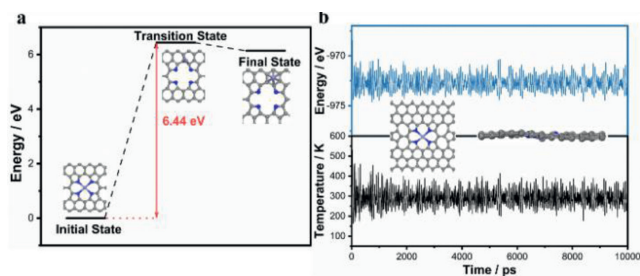 a
Energy / eV
6
4
2
0
Transition State
Final State
6.44 eV
Initial State
b
Energy / eV
-970
-975
Temperature / K
600
500
400
300
200
100
0 2000 4000 6000 8000 10000
Time / ps